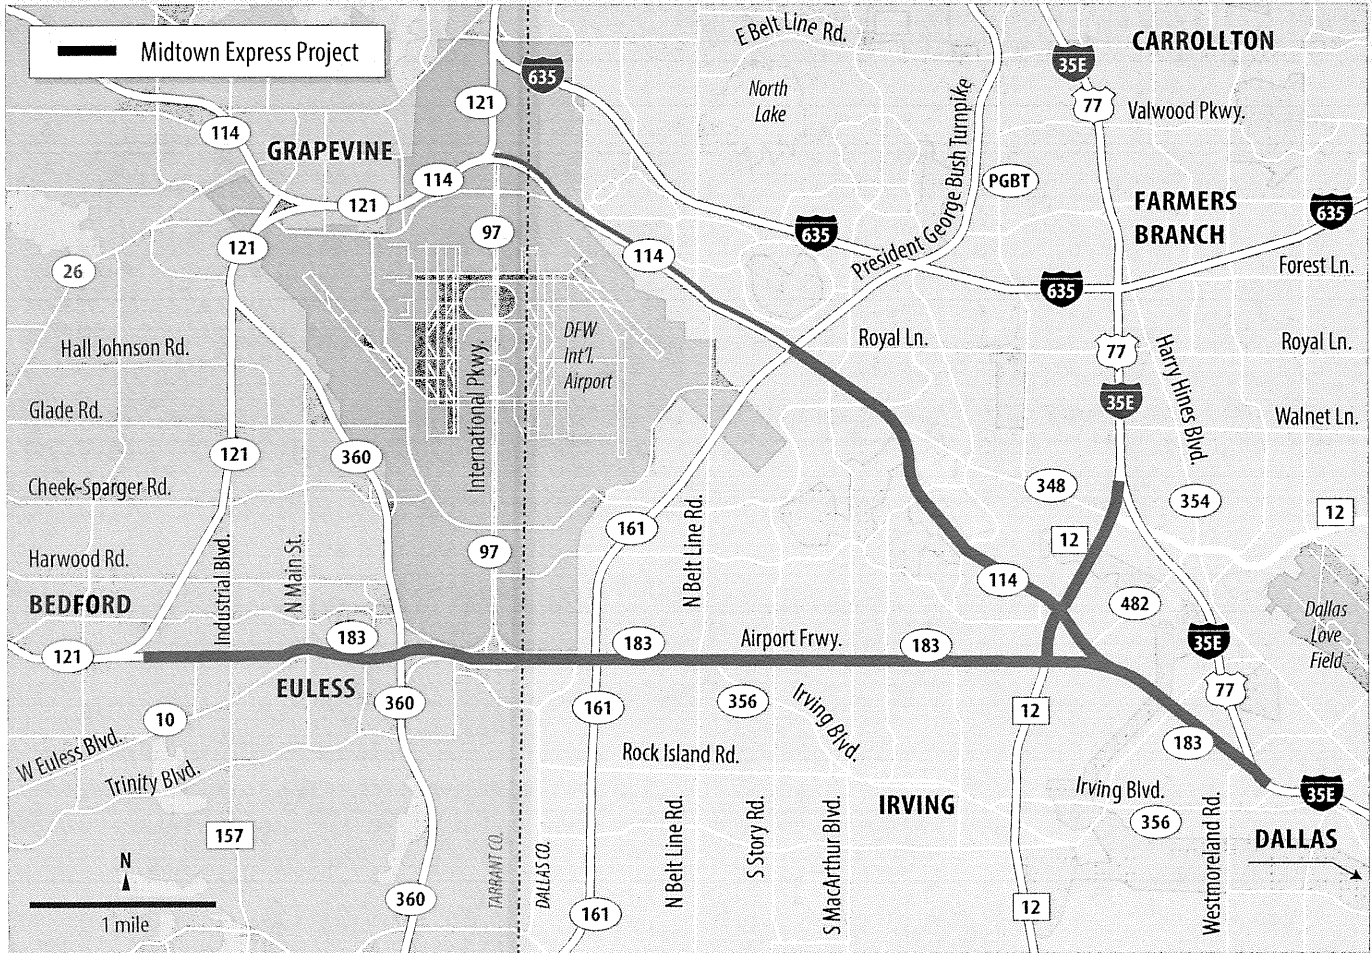 Midtown Express Project
E Belt Line Rd.
CARROLLTON
35E
635
North
Lake
121
77
Valwood Pkwy.
114
GRAPEVINE
President George Bush Turnpike
PGBT
114
FARMERS
BRANCH
121
635
635
97
121
114
26
Forest Ln.
635
DFW
Int'l.
Airport
Hall Johnson Rd.
International Pkwy.
Royal Ln.
77
Harry Hines Blvd.
Royal Ln.
Glade Rd.
35E
Walnet Ln.
121
360
Cheek-Sparger Rd.
348
354
12
N Belt Line Rd.
161
12
Harwood Rd.
Industrial Blvd.
N Main St.
97
114
BEDFORD
482
Dallas
Love
Field
183
183
Airport Frwy.
183
35E
121
EULESS
77
360
356
Irving Blvd.
161
12
10
W Euless Blvd.
Trinity Blvd.
Rock Island Rd.
183
Irving Blvd.
35E
N Belt Line Rd.
S Story Rd.
S MacArthur Blvd.
IRVING
356
Westmoreland Rd.
157
DALLAS
N
TARRANT CO.
DALLAS CO.
360
161
12
1 mile